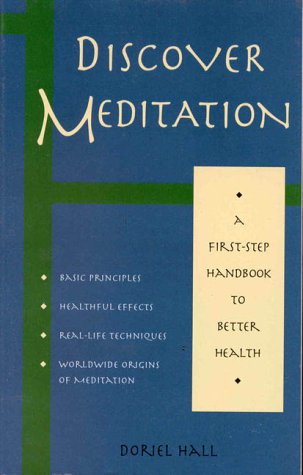 DISCOVER
MEDITATION
A
FIRST-STEP
HANDBOOK
TO
BETTER
HEALTH
BASIC PRINCIPLES
HEALTHFUL EFFECTS
REAL-LIFE TECHNIQUES
WORLDWIDE ORIGINS
OF MEDITATION
DORIEL HALL